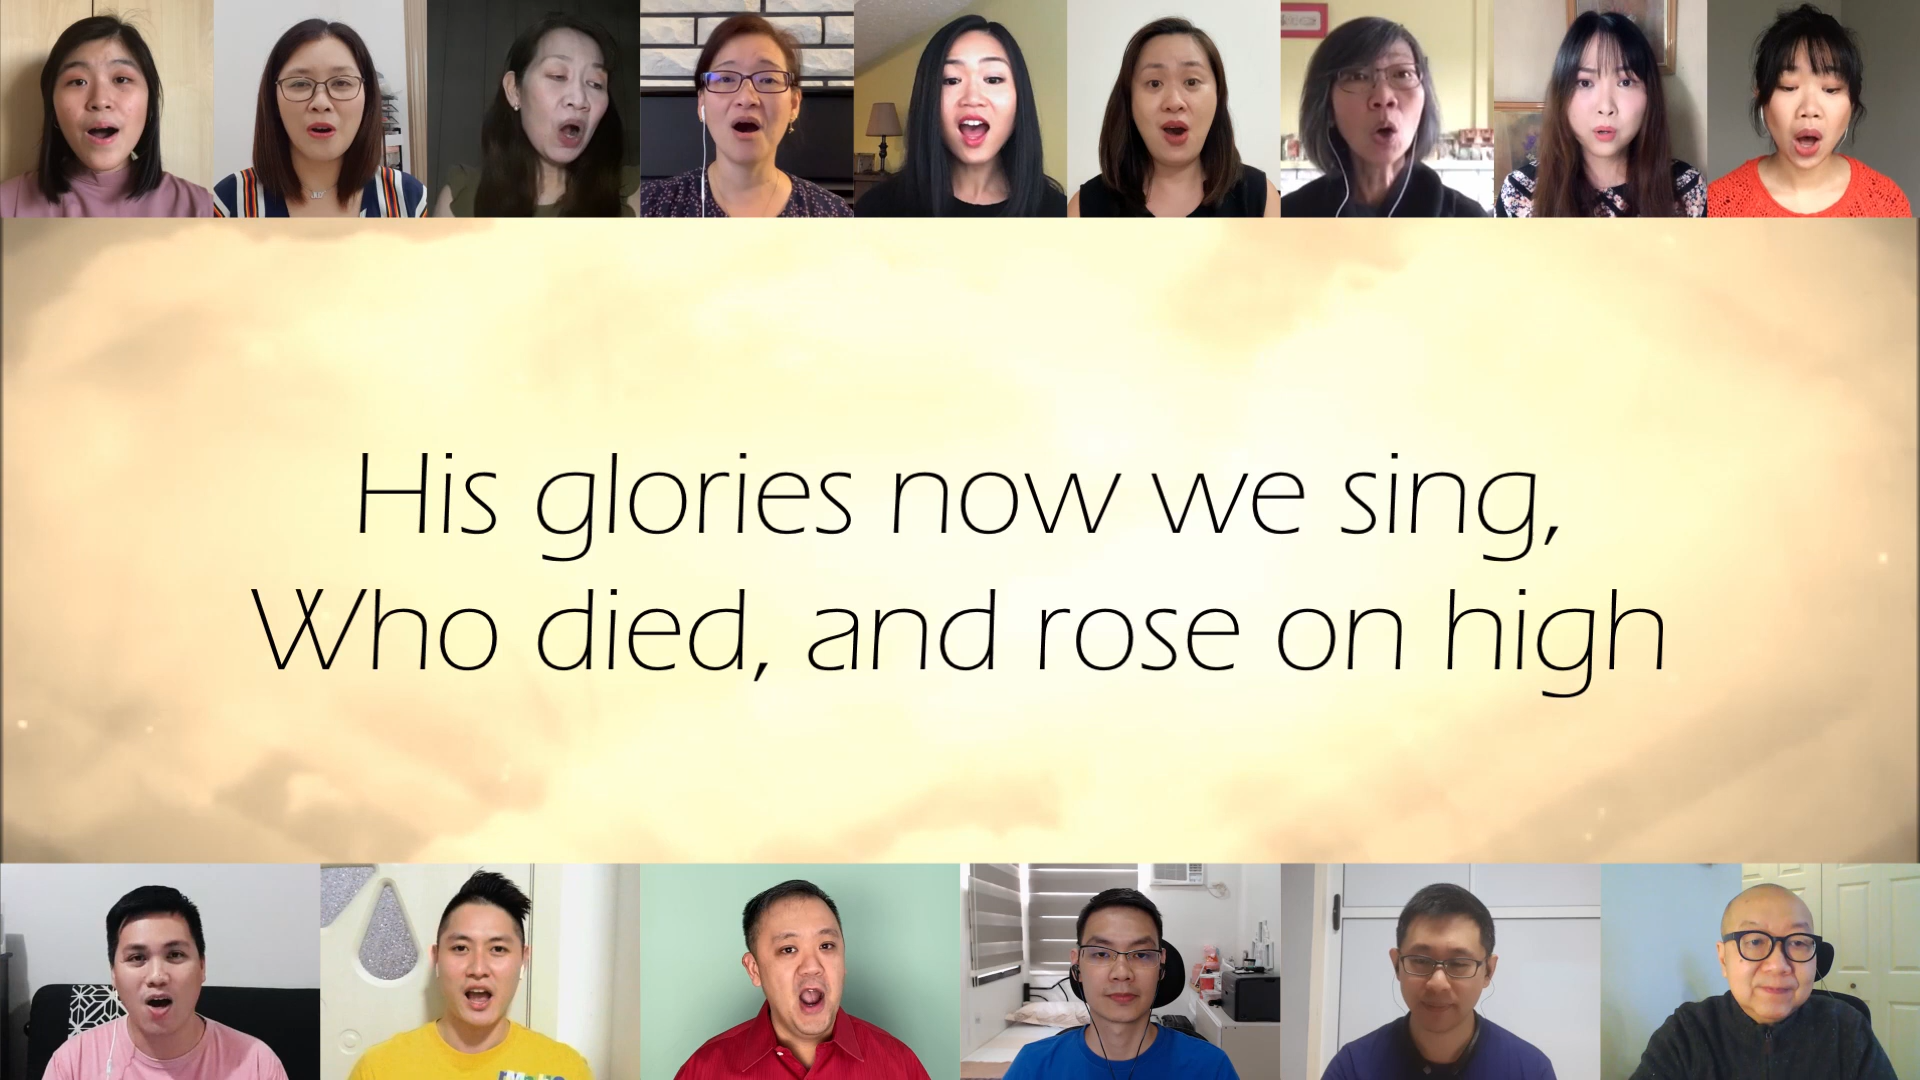 His glories now we sing,
Who died, and rose on high